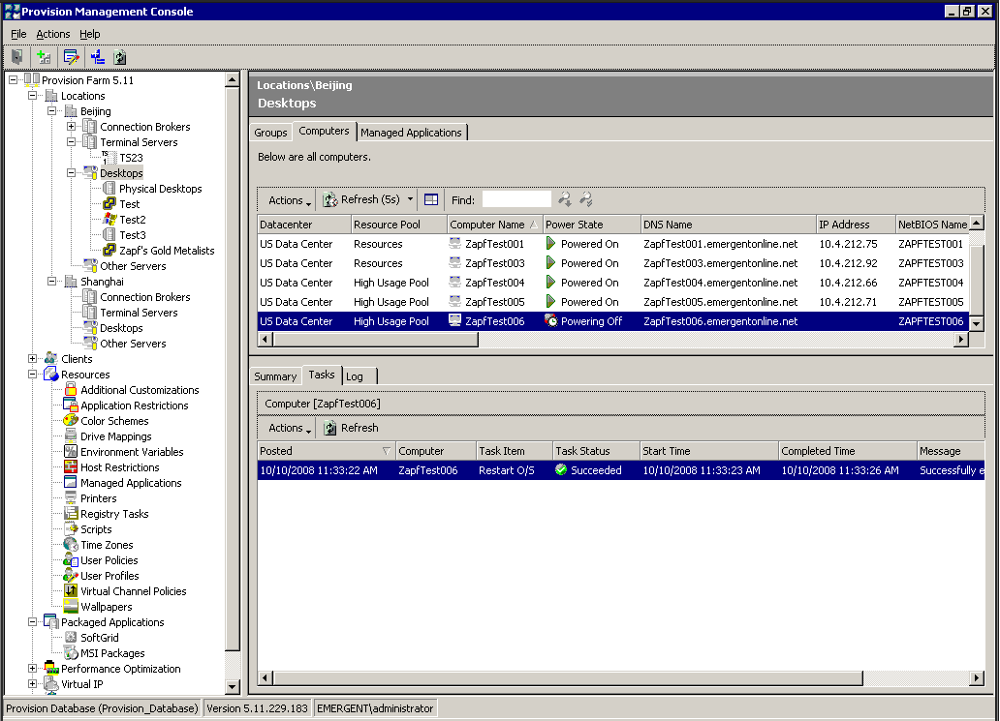 Provision Management Console
File Actions Help
Provision Farm 5.11
Locations
Beijing
Connection Brokers
Terminal Servers
TS23
Desktops
Physical Desktops
Test
Test2
Test3
Zapf's Gold Metalists
Other Servers
Shanghai
Connection Brokers
Terminal Servers
Desktops
Other Servers
Clients
Resources
Additional Customizations
Application Restrictions
Color Schemes
Drive Mappings
Environment Variables
Host Restrictions
Managed Applications
Printers
Registry Tasks
Scripts
Time Zones
User Policies
User Profiles
Virtual Channel Policies
Wallpapers
Packaged Applications
SoftGrid
MSI Packages
Performance Optimization
Virtual IP
Locations\Beijing
Desktops
Groups Computers Managed Applications
Below are all computers.
Actions Refresh (5s) Find:
Datacenter Resource Pool Computer Name Power State DNS Name IP Address NetBIOS Name
US Data Center Resources ZapfTest001 Powered On ZapfTest001.emergentonline.net 10.4.212.75 ZAPFTEST001
US Data Center Resources ZapfTest003 Powered On ZapfTest003.emergentonline.net 10.4.212.92 ZAPFTEST003
US Data Center High Usage Pool ZapfTest004 Powered On ZapfTest004.emergentonline.net 10.4.212.66 ZAPFTEST004
US Data Center High Usage Pool ZapfTest005 Powered On ZapfTest005.emergentonline.net 10.4.212.71 ZAPFTEST005
US Data Center High Usage Pool ZapfTest006 Powering Off ZapfTest006.emergentonline.net ZAPFTEST006
Summary Tasks Log
Computer [ZapfTest006]
Actions Refresh
Posted Computer Task Item Task Status Start Time Completed Time Message
10/10/2008 11:33:22 AM ZapfTest006 Restart O/S Succeeded 10/10/2008 11:33:23 AM 10/10/2008 11:33:26 AM Successfully e
Provision Database (Provision_Database) Version 5.11.229.183 EMERGENT\administrator